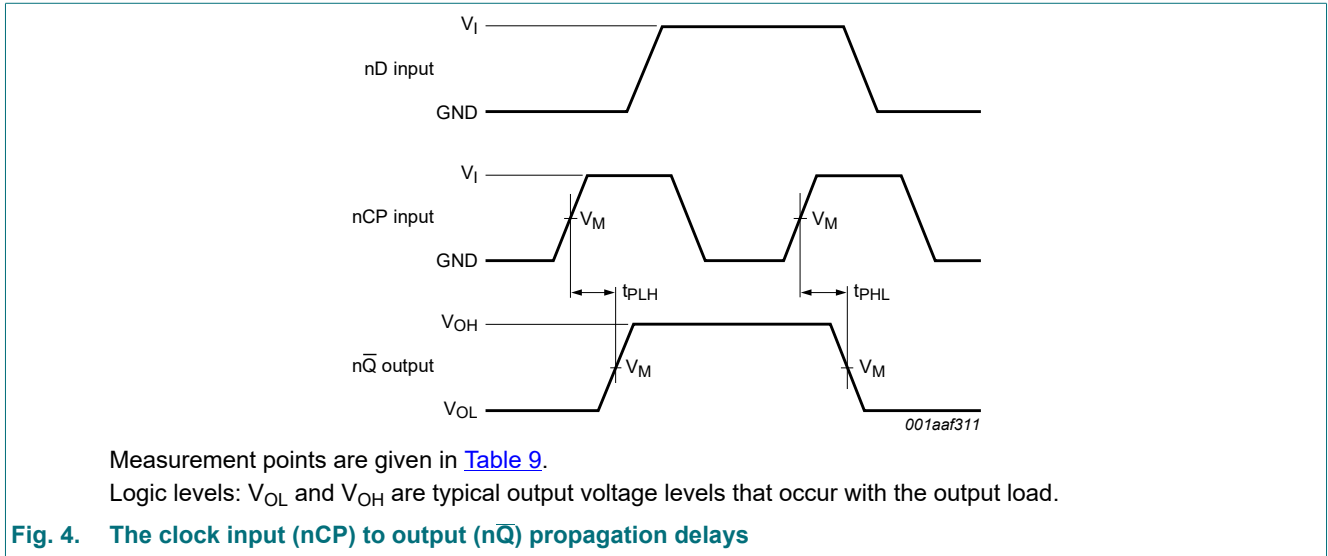 VI
nD input
GND
VI
nCP input
VM
VM
GND
tPLH
tPHL
VOH
nQ̅ output
VM
VM
VOL
001aaf311
Measurement points are given in Table 9.
Logic levels: VOL and VOH are typical output voltage levels that occur with the output load.
Fig. 4. The clock input (nCP) to output (nQ̅) propagation delays